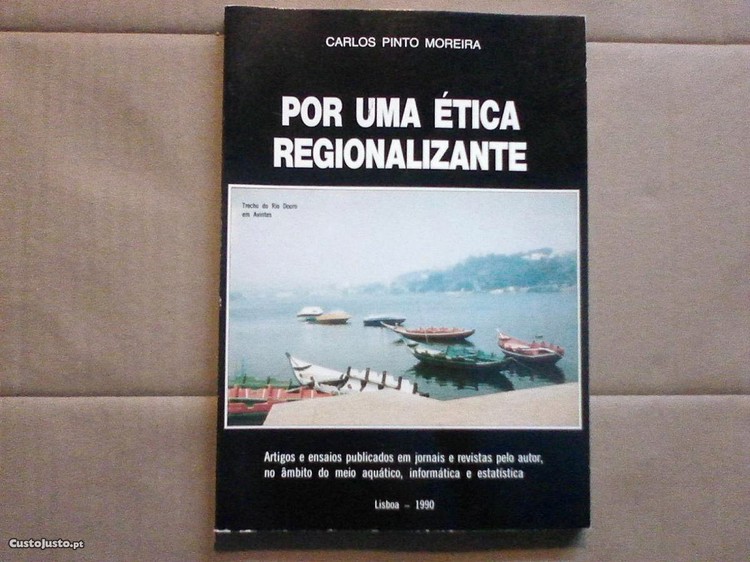 CARLOS PINTO MOREIRA
POR UMA ÉTICA
REGIONALIZANTE
Trecho do Rio Douro
em Avintes
Artigos e ensaios publicados em jornais e revistas pelo autor,
no âmbito do meio aquático, informática e estatística
Lisboa - 1990
CustoJusto.pt